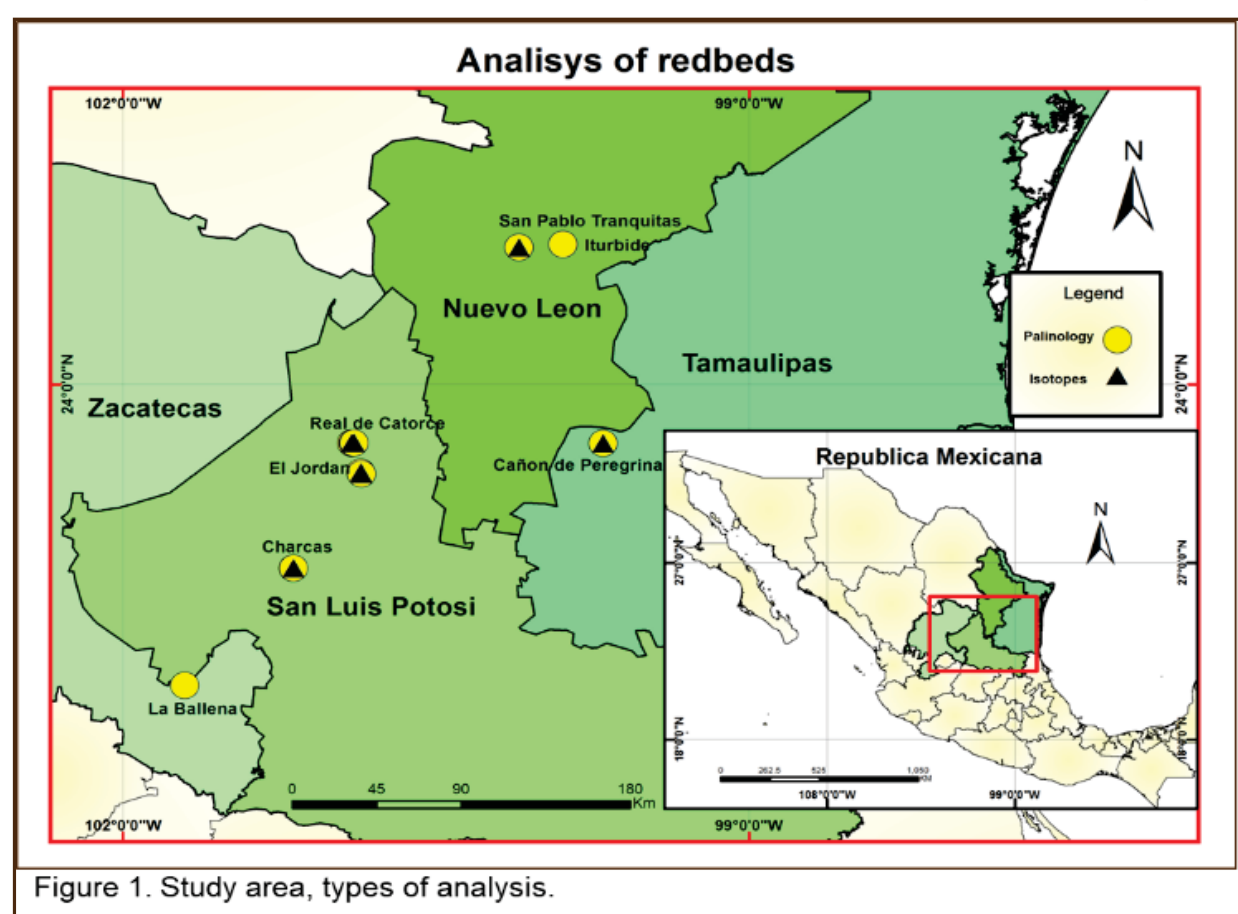 Analisys of redbeds
102°0'0"W
99°0'0"W
N
San Pablo Tranquitas
Iturbide
Legend
Nuevo Leon
Palinology
Tamaulipas
Isotopes
24°0'0"N
24°0'0"N
Zacatecas
Real de Catorce
El Jordan
Cañon de Peregrina
Republica Mexicana
N
Charcas
27°0'0"N
27°0'0"N
San Luis Potosi
La Ballena
18°0'0"N
18°0'0"N
0 45 90 180
Km
0 262.5 525 1,050
KM
108°0'0"W
99°0'0"W
102°0'0"W
99°0'0"W
Figure 1. Study area, types of analysis.